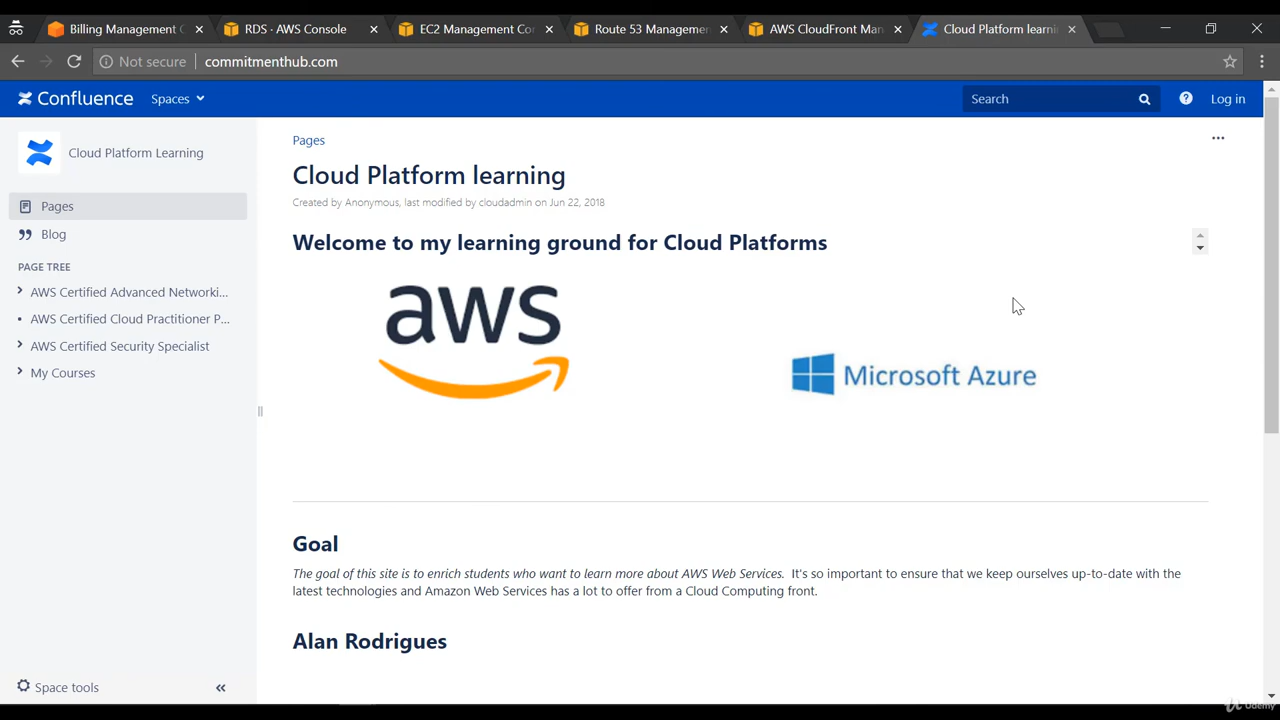 Billing Management C
RDS · AWS Console
EC2 Management Con
Route 53 Managemen
AWS CloudFront Man
Cloud Platform learnin
Not secure
commitmenthub.com
Confluence
Spaces
Search
Log in
Cloud Platform Learning
Pages
Blog
PAGE TREE
AWS Certified Advanced Networki...
AWS Certified Cloud Practitioner P...
AWS Certified Security Specialist
My Courses
Space tools
Pages
Cloud Platform learning
Created by Anonymous, last modified by cloudadmin on Jun 22, 2018
Welcome to my learning ground for Cloud Platforms
aws
Microsoft Azure
Goal
The goal of this site is to enrich students who want to learn more about AWS Web Services. It's so important to ensure that we keep ourselves up-to-date with the
latest technologies and Amazon Web Services has a lot to offer from a Cloud Computing front.
Alan Rodrigues
Udemy